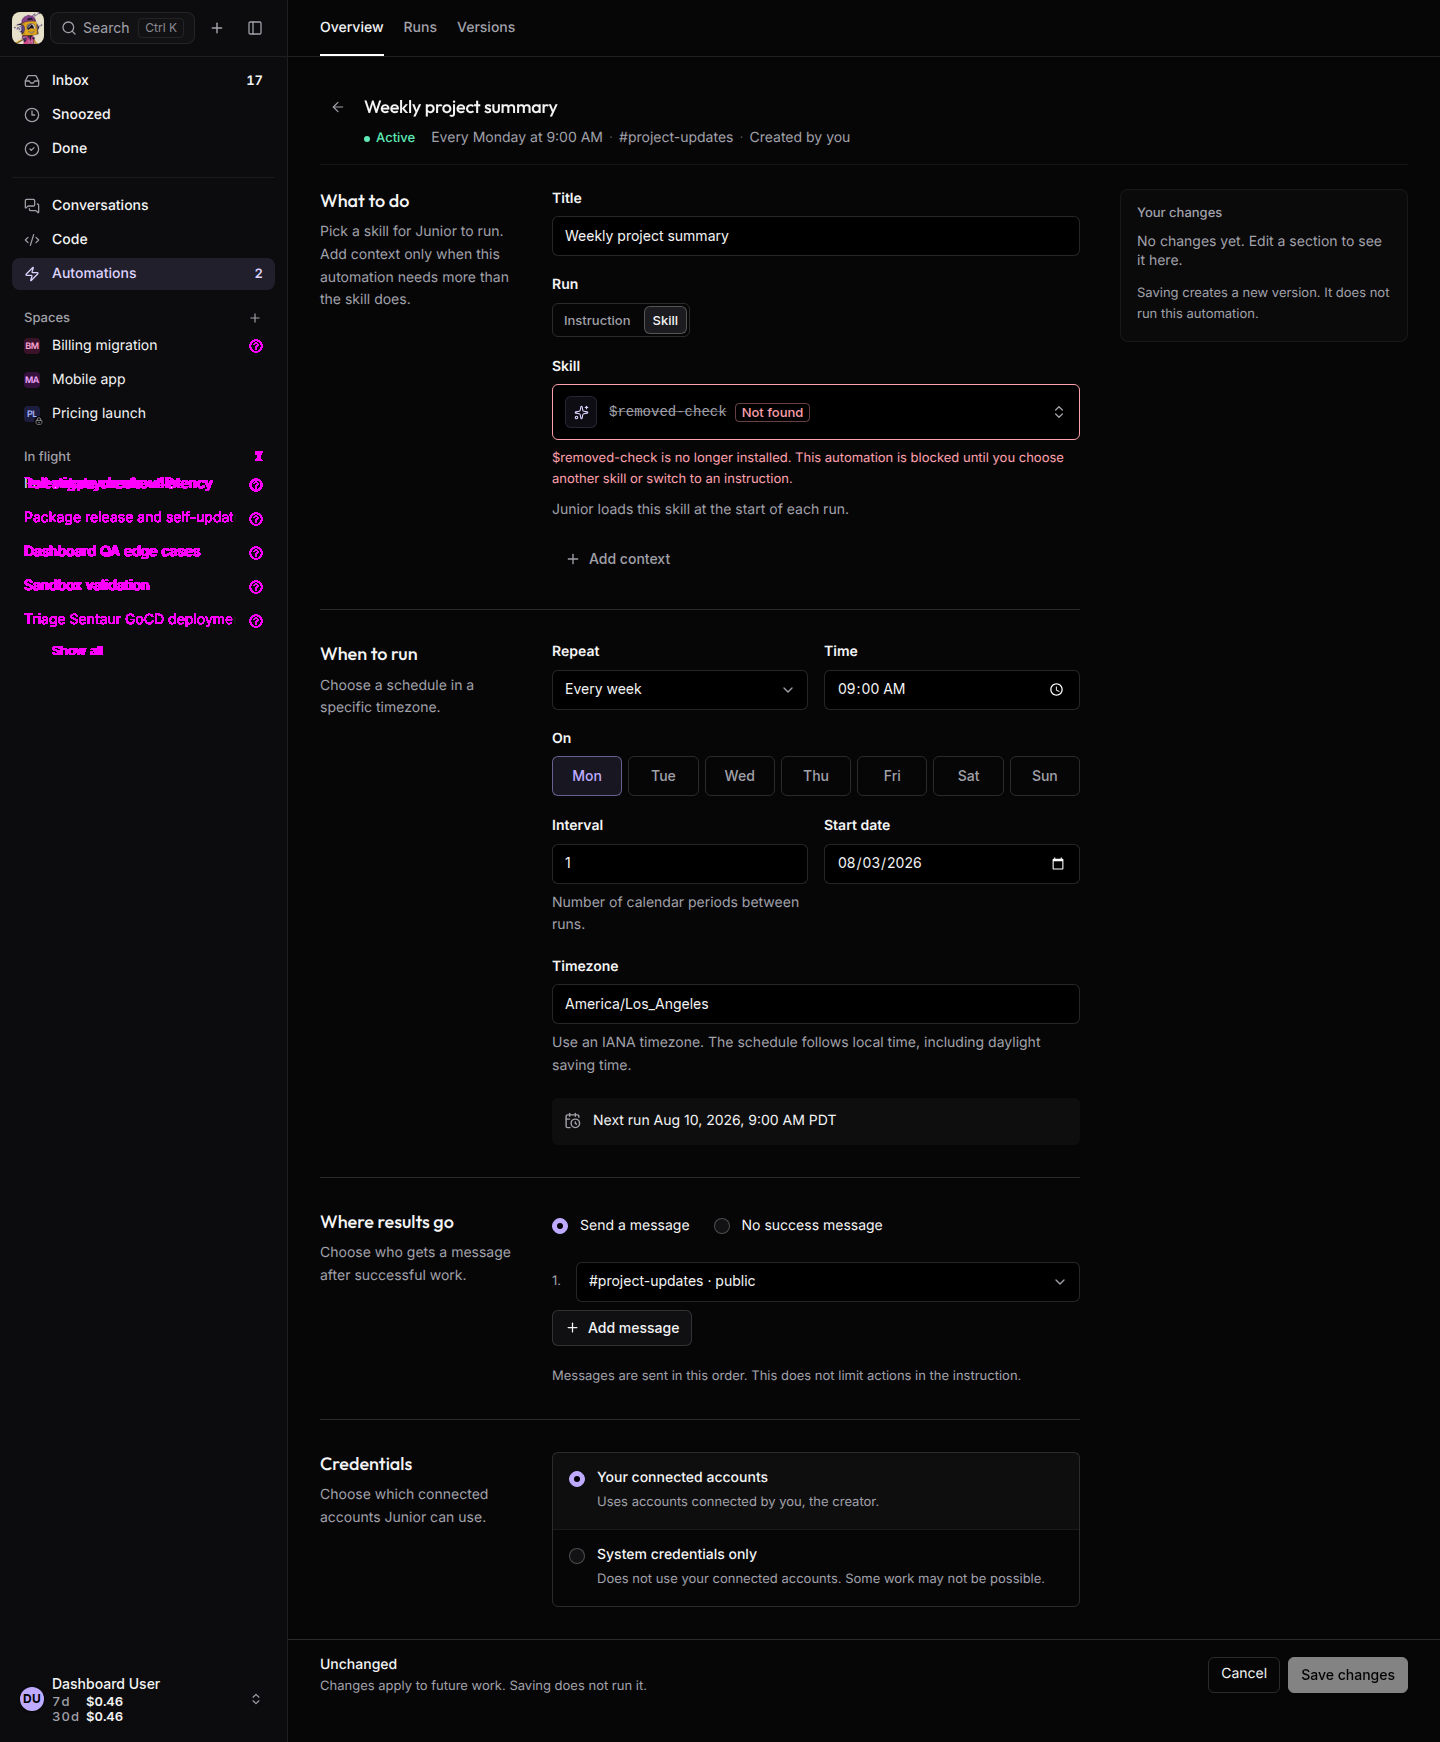 Search Ctrl K
Inbox 17
Snoozed
Done
Conversations
Code
Automations 2
Spaces
BM Billing migration
MA Mobile app
PL Pricing launch
In flight
Package release and self-updat
Dashboard QA edge cases
Sandbox validation
Triage Sentaur GoCD deployme
Show all
DU Dashboard User
7d $0.46
30d $0.46
Overview Runs Versions
Weekly project summary
Active Every Monday at 9:00 AM · #project-updates · Created by you
What to do
Pick a skill for Junior to run.
Add context only when this
automation needs more than
the skill does.
Title
Weekly project summary
Run
Instruction Skill
Skill
$removed-check Not found
$removed-check is no longer installed. This automation is blocked until you choose
another skill or switch to an instruction.
Junior loads this skill at the start of each run.
Add context
Your changes
No changes yet. Edit a section to see
it here.
Saving creates a new version. It does not
run this automation.
When to run
Choose a schedule in a
specific timezone.
Repeat Time
Every week 09:00 AM
On
Mon Tue Wed Thu Fri Sat Sun
Interval Start date
1 08/03/2026
Number of calendar periods between
runs.
Timezone
America/Los_Angeles
Use an IANA timezone. The schedule follows local time, including daylight
saving time.
Next run Aug 10, 2026, 9:00 AM PDT
Where results go
Choose who gets a message
after successful work.
Send a message No success message
1. #project-updates · public
Add message
Messages are sent in this order. This does not limit actions in the instruction.
Credentials
Choose which connected
accounts Junior can use.
Your connected accounts
Uses accounts connected by you, the creator.
System credentials only
Does not use your connected accounts. Some work may not be possible.
Unchanged
Changes apply to future work. Saving does not run it.
Cancel Save changes